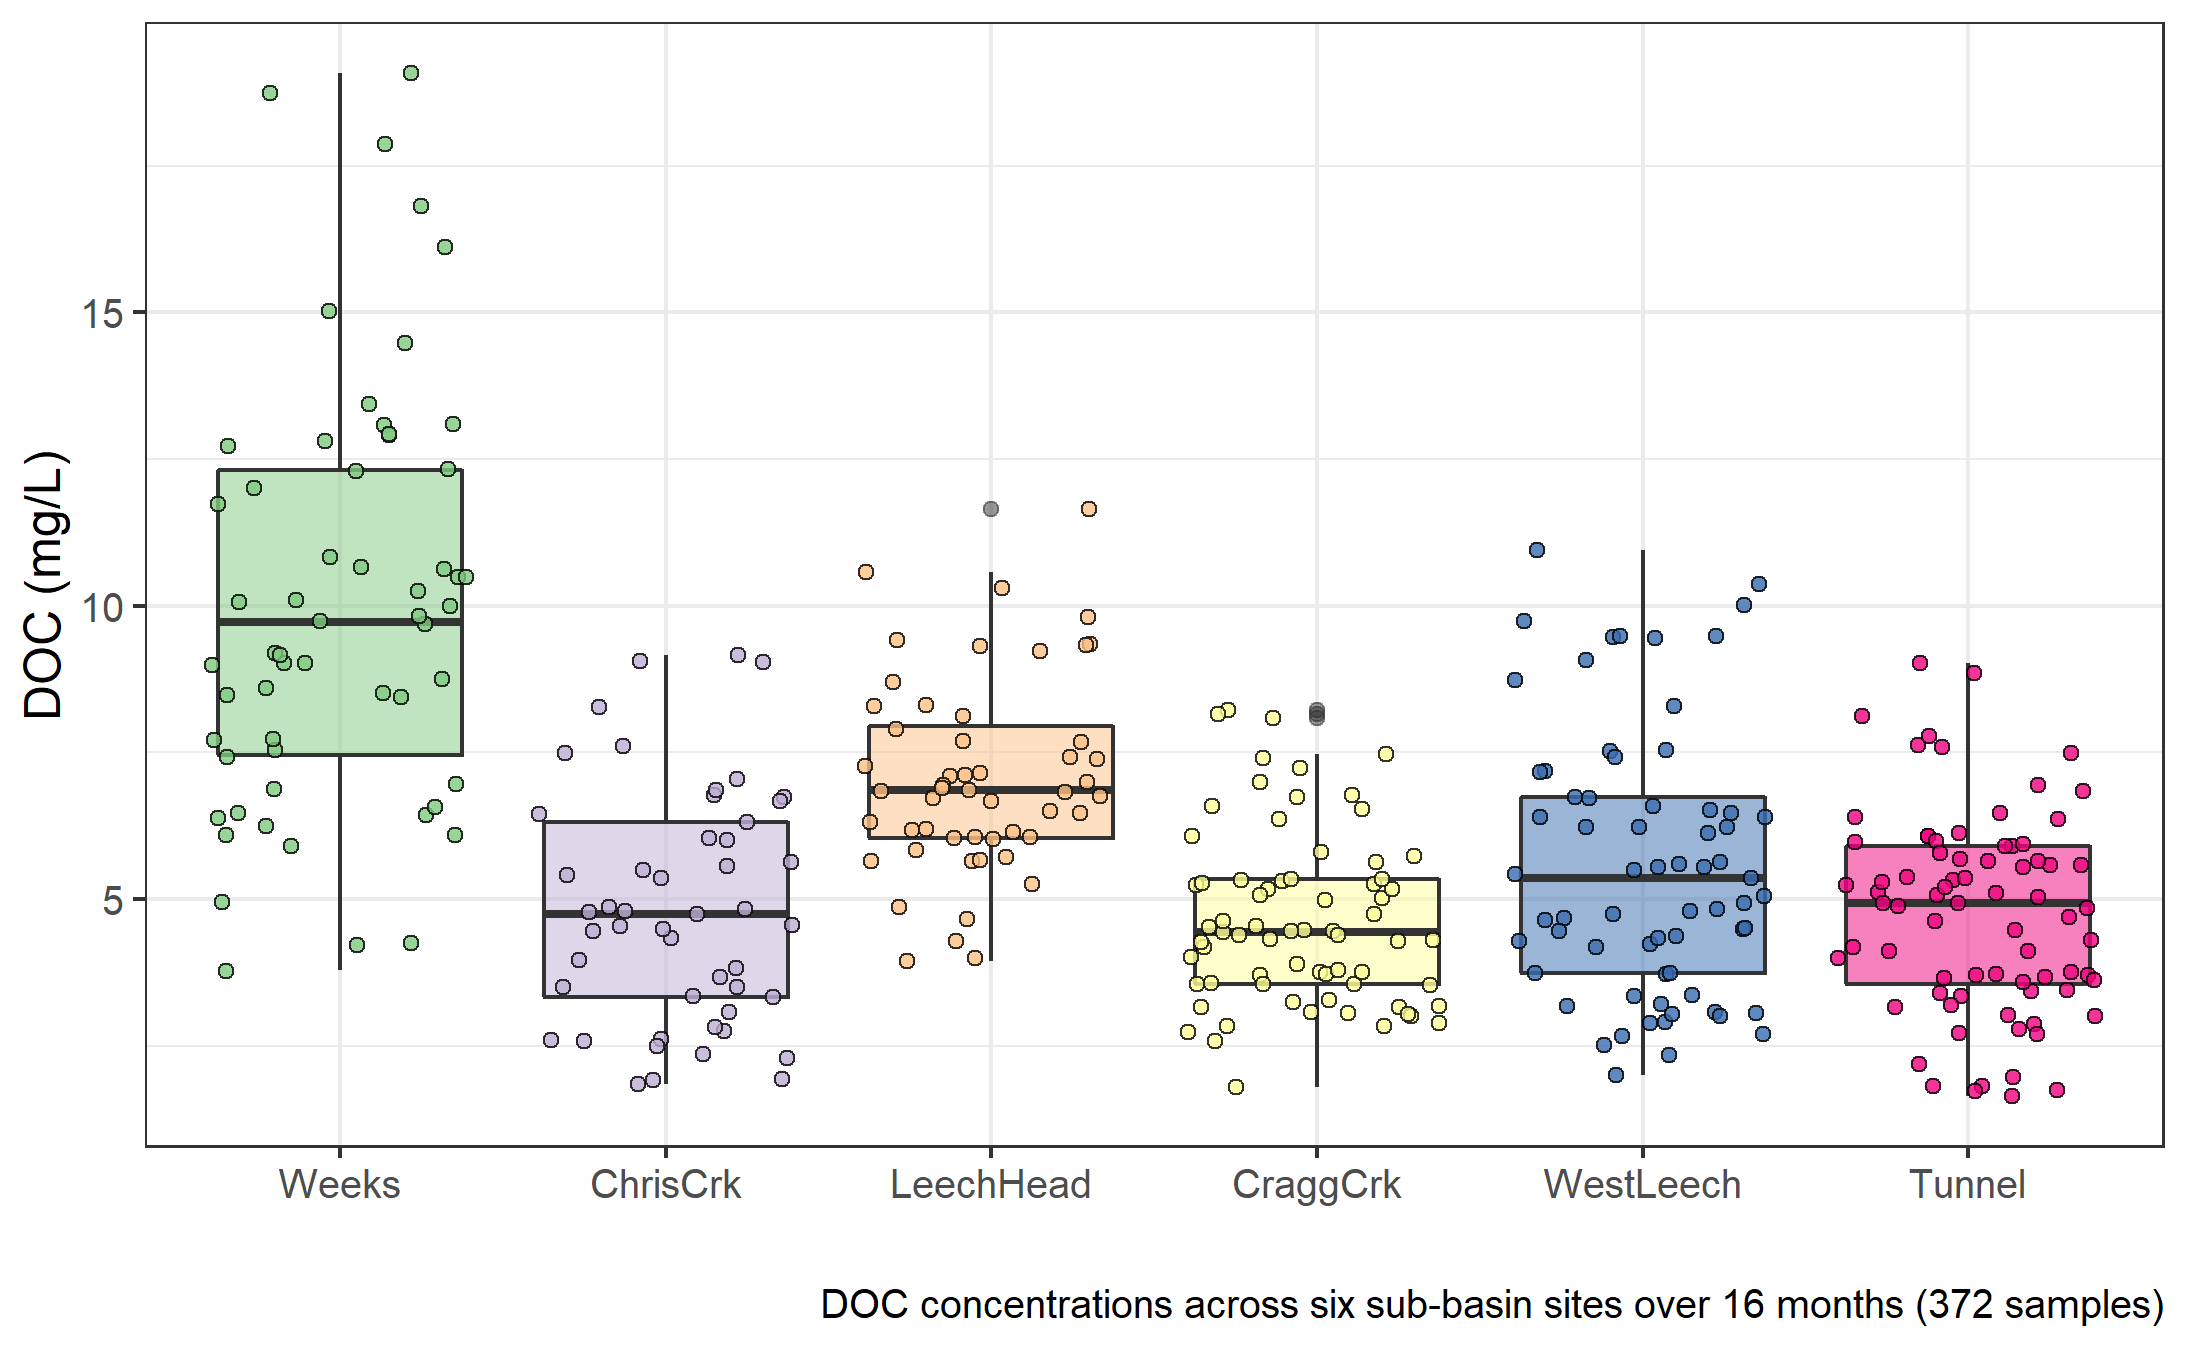 DOC (mg/L)
15
10
5
Weeks ChrisCrk LeechHead CraggCrk WestLeech Tunnel
DOC concentrations across six sub-basin sites over 16 months (372 samples)